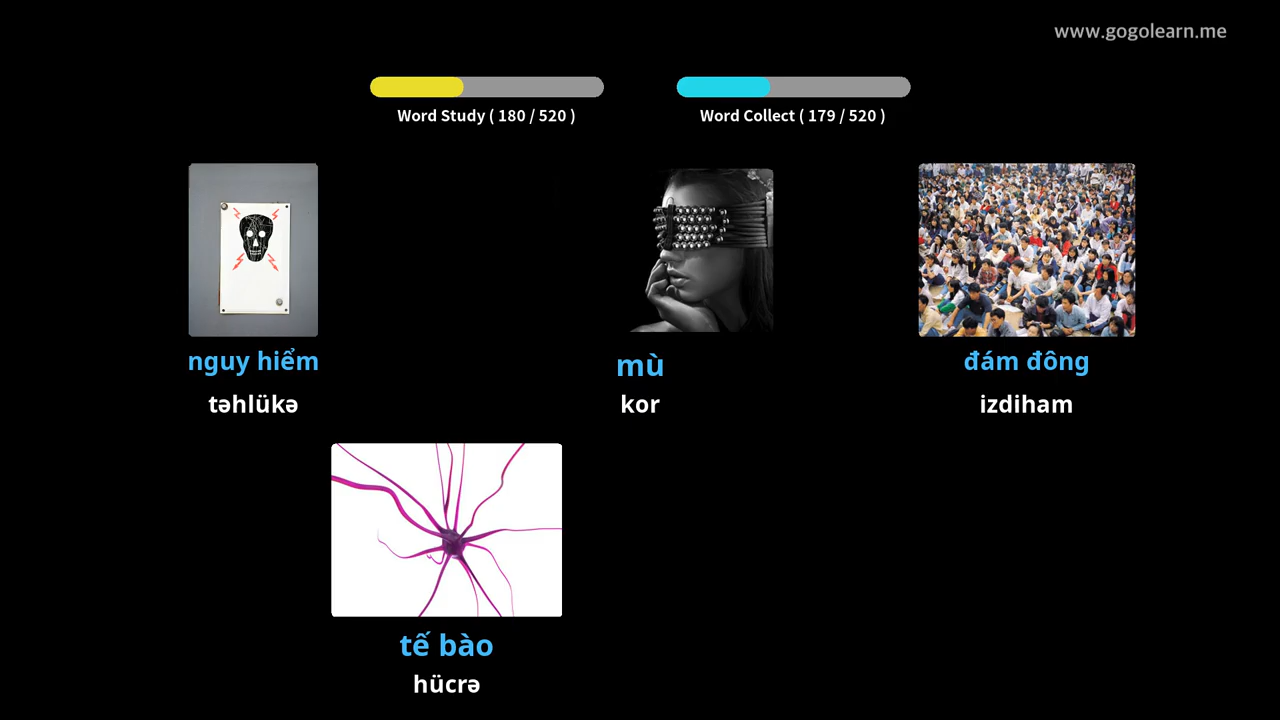 www.gogolearn.me
Word Study ( 180 / 520 )
Word Collect ( 179 / 520 )
nguy hiểm
təhlükə
mù
kor
đám đông
izdiham
tế bào
hücrə